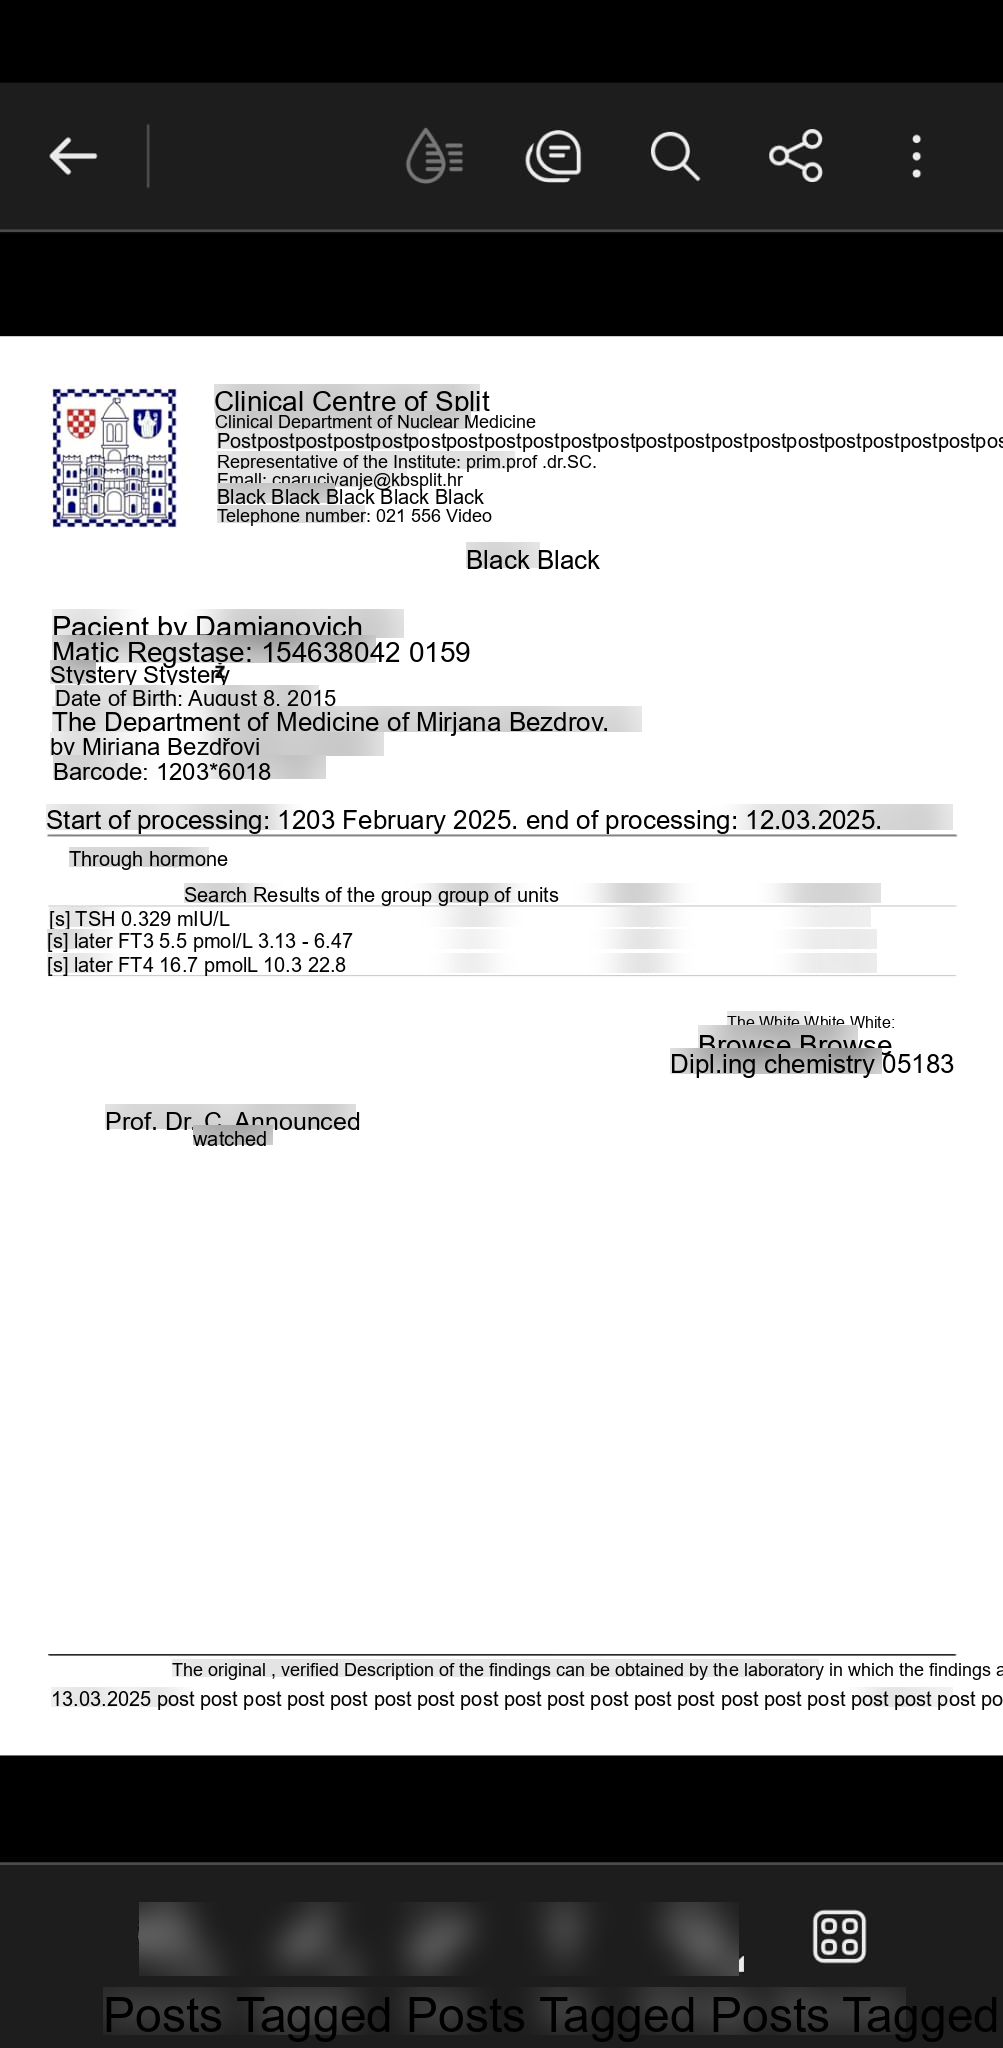 Clinical Centre of Split
Clinical Department of Nuclear Medicine
Postpostpostpostpostpostpostpostpostpostpostpostpostpostpostpostpostpostpostpostpos
Representative of the Institute: prim.prof .dr.SC.
Emall: cnarucivanje@kbsplit.hr
Black Black Black Black Black
Telephone number: 021 556 Video
Black Black
Pacient by Damianovich
Matic Regstase: 154638042 0159
Stystery Stystery
Date of Birth: August 8, 2015
The Department of Medicine of Mirjana Bezdrov.
by Mirjana Bezdřovi
Barcode: 1203*6018
Start of processing: 1203 February 2025. end of processing: 12.03.2025.
Through hormone
Search Results of the group group of units
[s] TSH 0.329 mIU/L
[s] later FT3 5.5 pmol/L 3.13 - 6.47
[s] later FT4 16.7 pmolL 10.3 22.8
The White White White:
Browse Browse
Dipl.ing chemistry 05183
Prof. Dr. C. Announced
watched
The original , verified Description of the findings can be obtained by the laboratory in which the findings a
13.03.2025 post post post post post post post post post post post post post post post post post post post po
Posts Tagged Posts Tagged Posts Tagged